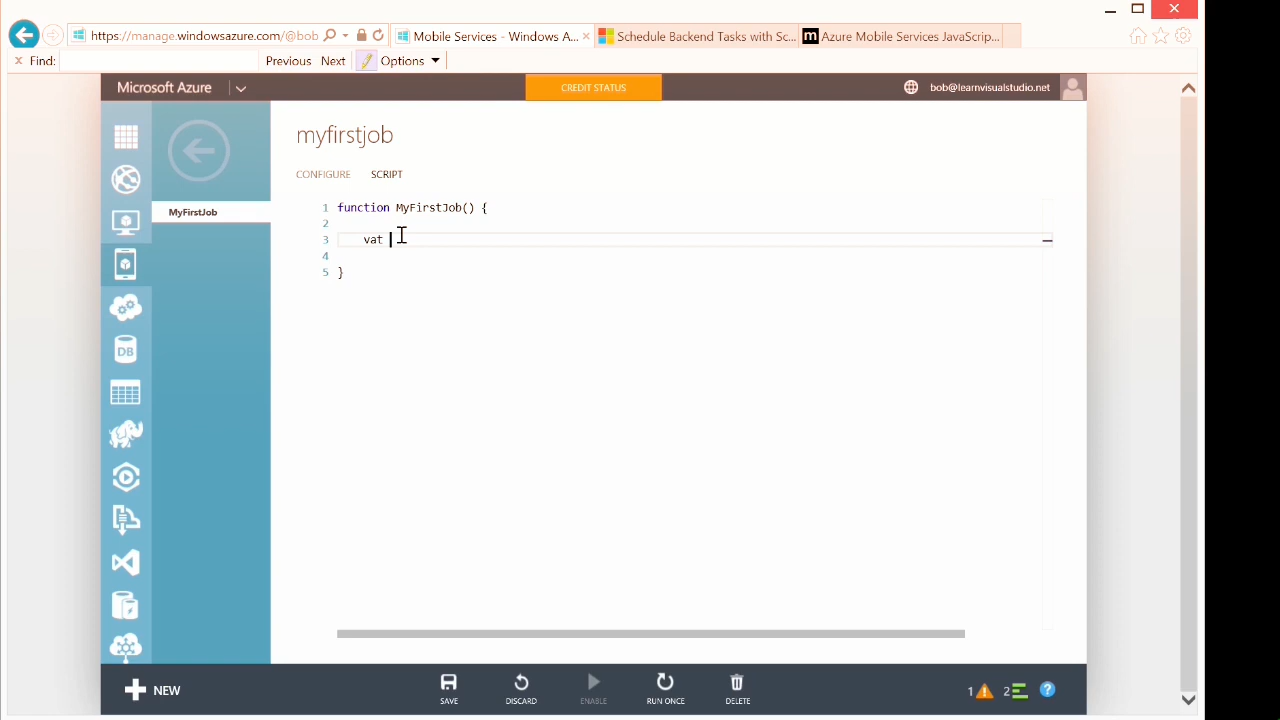 https://manage.windowsazure.com/@bob
Mobile Services - Windows A...
Schedule Backend Tasks with Sc...
m
Azure Mobile Services JavaScrip...
× Find:
Previous
Next
Options
Microsoft Azure
CREDIT STATUS
bob@learnvisualstudio.net
myfirstjob
CONFIGURE
SCRIPT
MyFirstJob
1 function MyFirstJob() {
2
3 vat
4
5 }
DB
NEW
SAVE
DISCARD
ENABLE
RUN ONCE
DELETE
1
2
?